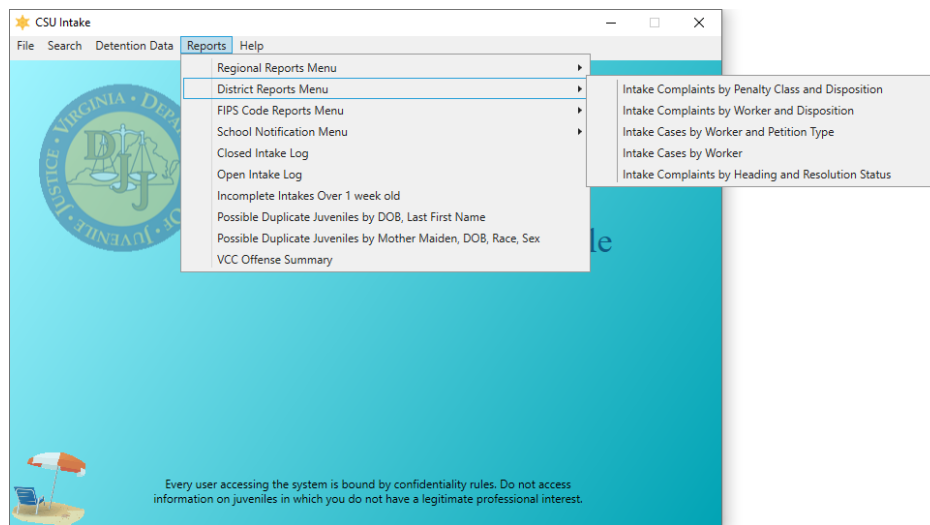 CSU Intake
File Search Detention Data Reports Help
Regional Reports Menu
District Reports Menu
FIPS Code Reports Menu
School Notification Menu
Closed Intake Log
Open Intake Log
Incomplete Intakes Over 1 week old
Possible Duplicate Juveniles by DOB, Last First Name
Possible Duplicate Juveniles by Mother Maiden, DOB, Race, Sex
VCC Offense Summary
Intake Complaints by Penalty Class and Disposition
Intake Complaints by Worker and Disposition
Intake Cases by Worker and Petition Type
Intake Cases by Worker
Intake Complaints by Heading and Resolution Status
VIRGINIA
JUSTICE
OF JUVENILE
DJJ
le
Every user accessing the system is bound by confidentiality rules. Do not access
information on juveniles in which you do not have a legitimate professional interest.